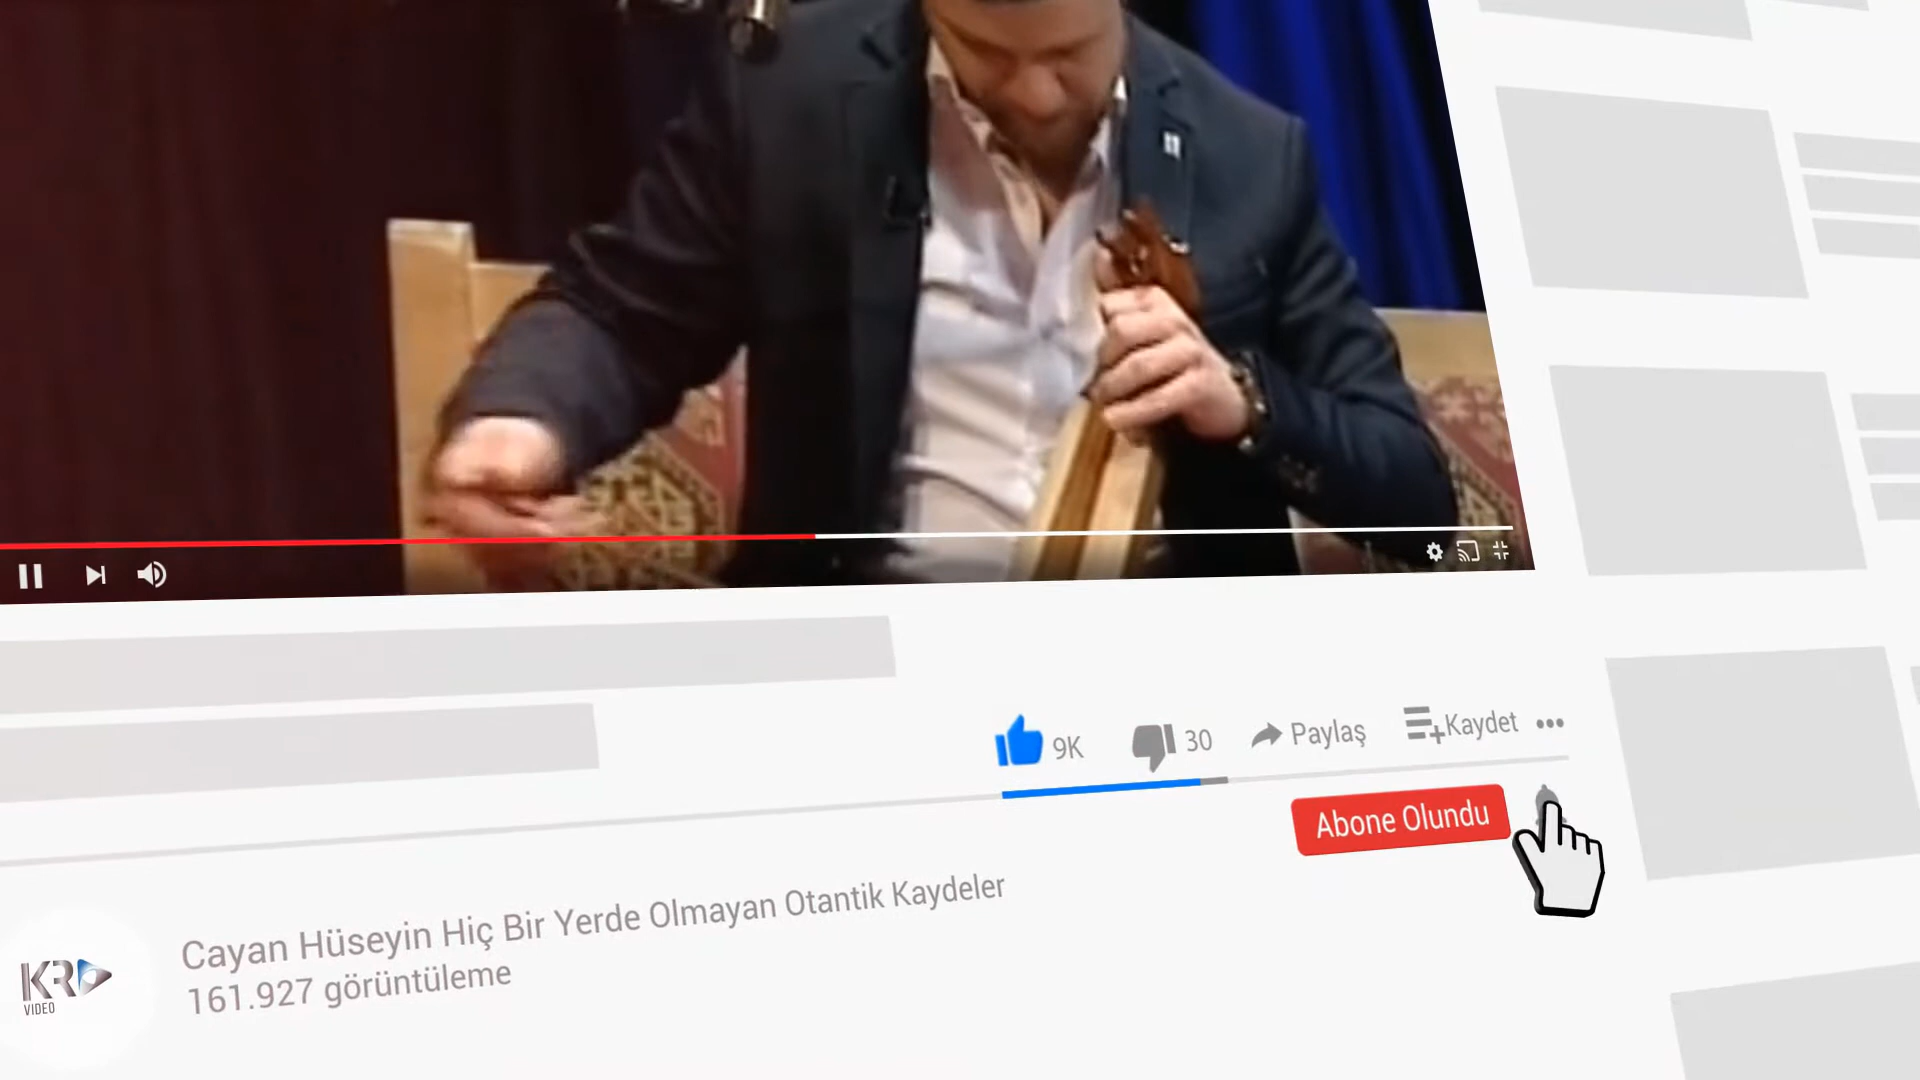 9K
30
Paylaş
Kaydet
Abone Olundu
Cayan Hüseyin Hiç Bir Yerde Olmayan Otantik Kaydeler
161.927 görüntüleme
KR
VIDEO